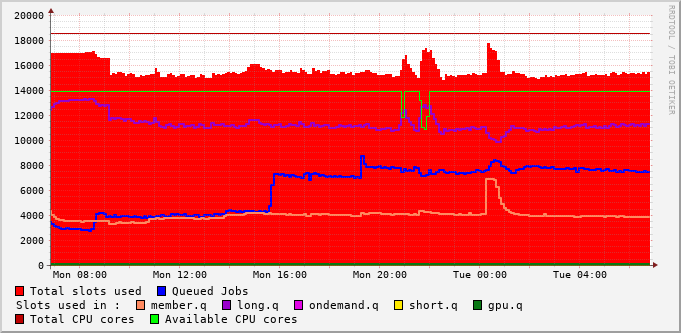 20000
18000
16000
14000
12000
10000
8000
6000
4000
2000
0
Mon 08:00 Mon 12:00 Mon 16:00 Mon 20:00 Tue 00:00 Tue 04:00
Total slots used Queued Jobs
Slots used in : member.q long.q ondemand.q short.q gpu.q
Total CPU cores Available CPU cores
RRDTOOL / TOBI OETIKER